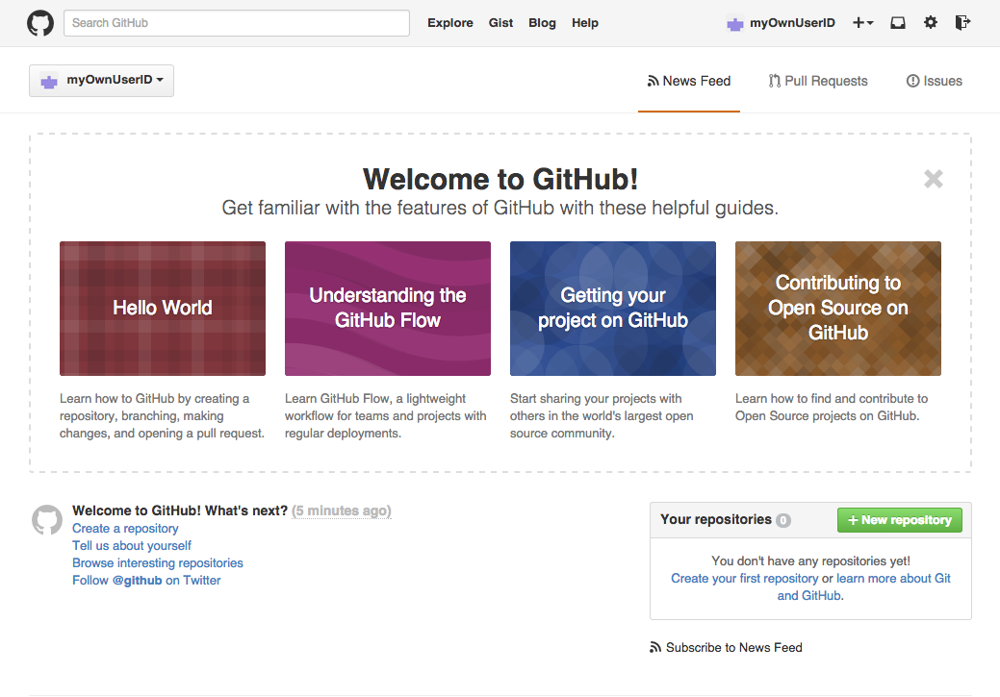 Search GitHub
Explore Gist Blog Help
myOwnUserID
myOwnUserID
News Feed Pull Requests Issues
Welcome to GitHub!
Get familiar with the features of GitHub with these helpful guides.
Hello World
Understanding the
GitHub Flow
Getting your
project on GitHub
Contributing to
Open Source on
GitHub
Learn how to GitHub by creating a
repository, branching, making
changes, and opening a pull request.
Learn GitHub Flow, a lightweight
workflow for teams and projects with
regular deployments.
Start sharing your projects with
others in the world's largest open
source community.
Learn how to find and contribute to
Open Source projects on GitHub.
Welcome to GitHub! What's next? (5 minutes ago)
Create a repository
Tell us about yourself
Browse interesting repositories
Follow @github on Twitter
Your repositories 0
+ New repository
You don't have any repositories yet!
Create your first repository or learn more about Git
and GitHub.
Subscribe to News Feed